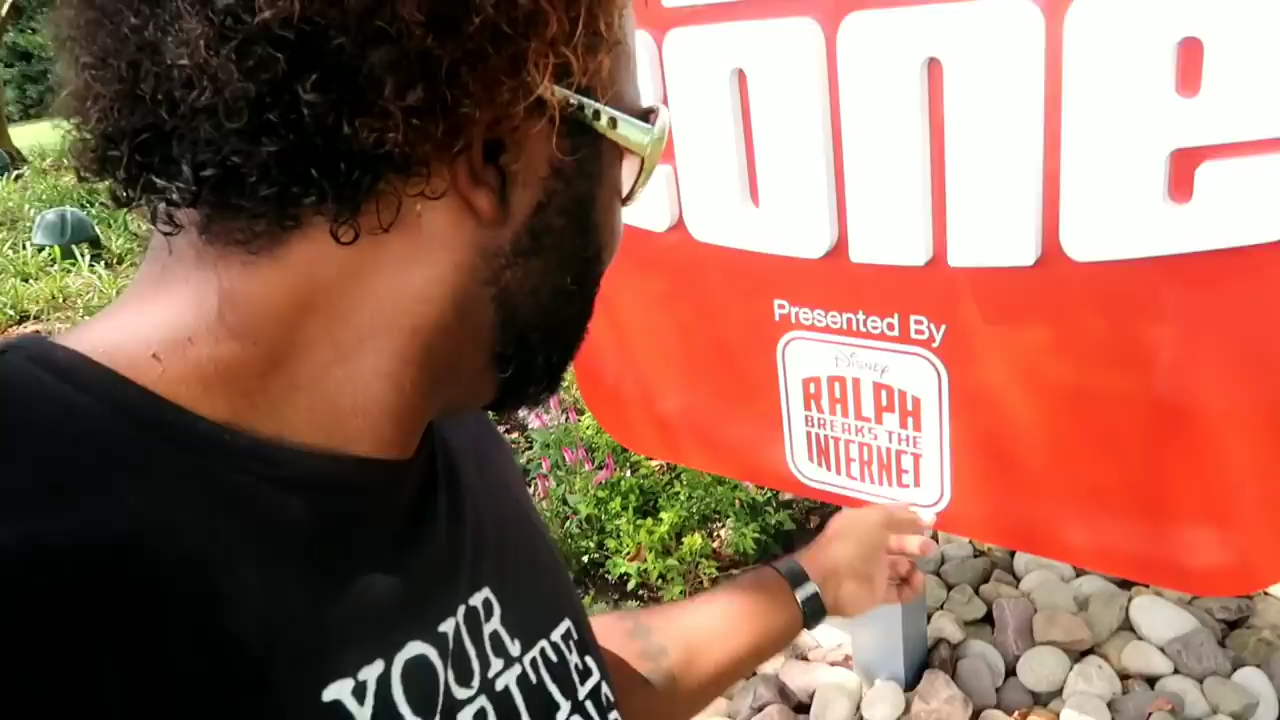 one
Presented By
Disney
RALPH
BREAKS THE
INTERNET
YOUR